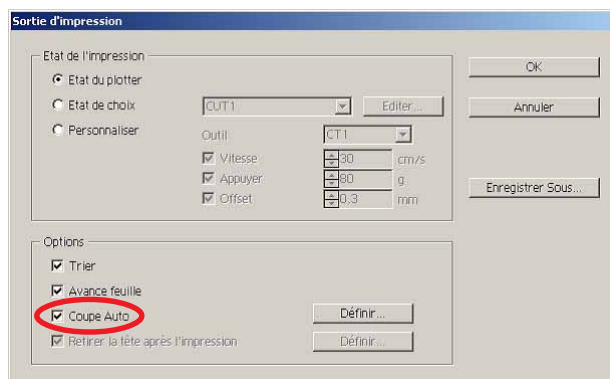 Sortie d'impression
Etat de l'impression
Etat du plotter
OK
Etat de choix
CUT1
Editer...
Annuler
Personnaliser
Outil
CT1
Vitesse
30
cm/s
Appuyer
80
g
Enregistrer Sous...
Offset
0.3
mm
Options
Trier
Avance feuille
Coupe Auto
Définir...
Retirer la tête après l'impression
Définir...